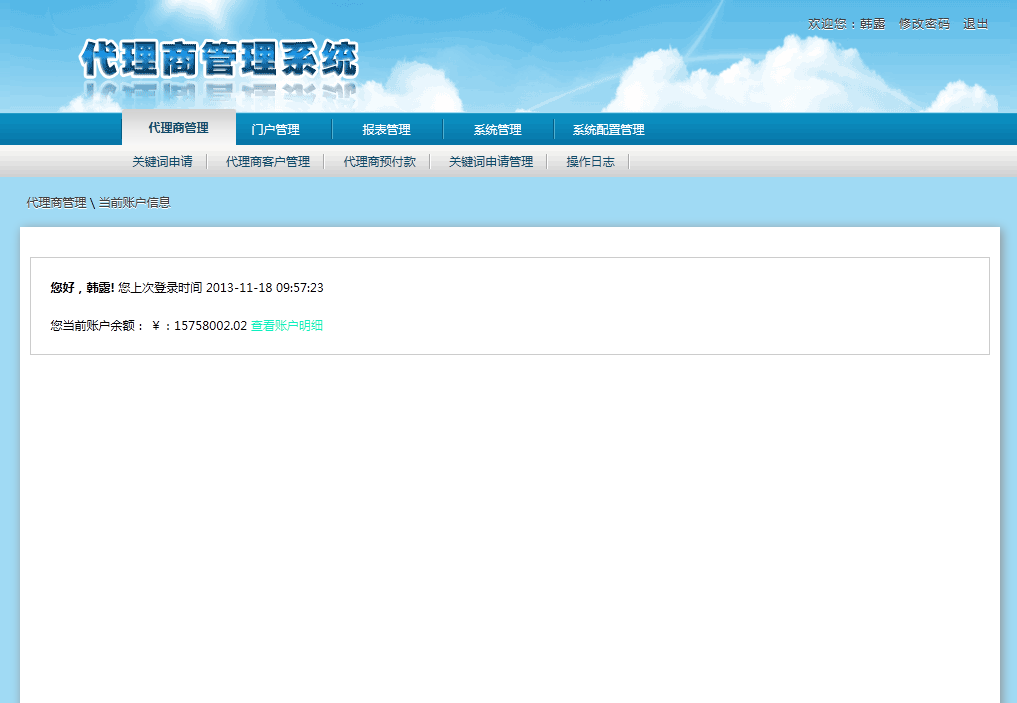 欢迎您：韩露 修改密码 退出
代理商管理系统
代理商管理 门户管理 报表管理 系统管理 系统配置管理
关键词申请 代理商客户管理 代理商预付款 关键词申请管理 操作日志
代理商管理 \ 当前账户信息
您好，韩露! 您上次登录时间 2013-11-18 09:57:23
您当前账户余额： ￥：15758002.02 查看账户明细